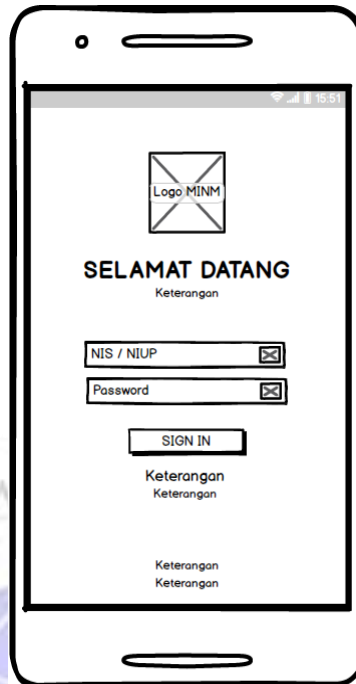 15:51
Logo MINM
SELAMAT DATANG
Keterangan
NIS / NIUP
Password
SIGN IN
Keterangan
Keterangan
Keterangan
Keterangan